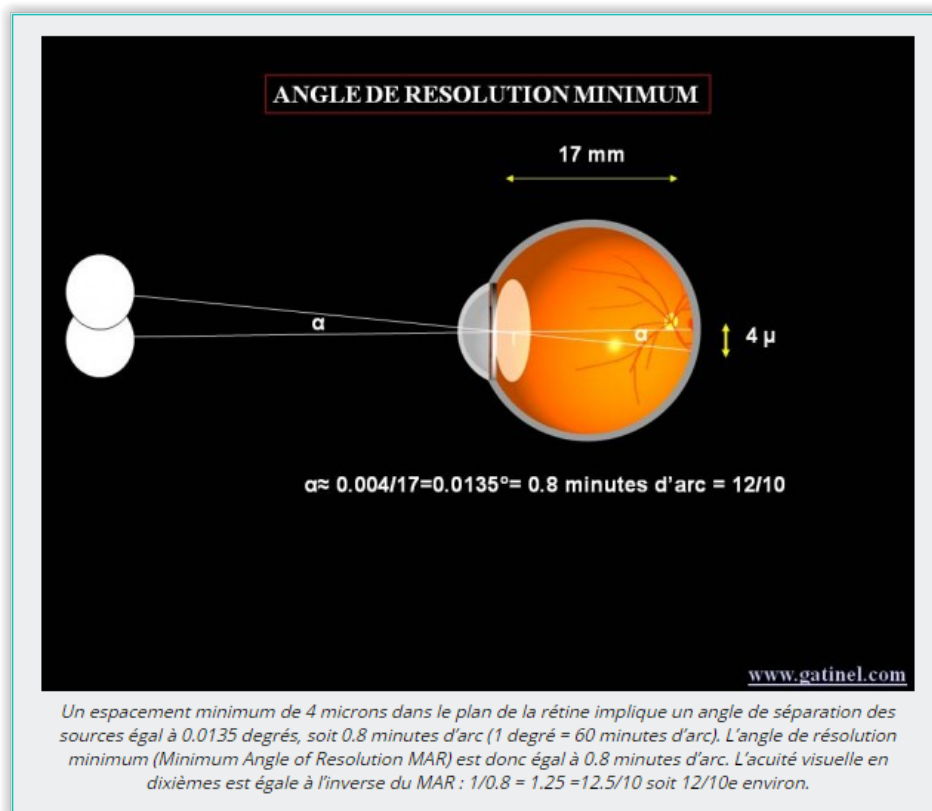 ANGLE DE RESOLUTION MINIMUM
17 mm
α
α
4 µ
α≈ 0.004/17=0.0135°= 0.8 minutes d’arc = 12/10
www.gatinel.com
Un espacement minimum de 4 microns dans le plan de la rétine implique un angle de séparation des
sources égal à 0.0135 degrés, soit 0.8 minutes d’arc (1 degré = 60 minutes d’arc). L’angle de résolution
minimum (Minimum Angle of Resolution MAR) est donc égal à 0.8 minutes d’arc. L’acuité visuelle en
dixièmes est égale à l’inverse du MAR : 1/0.8 = 1.25 =12.5/10 soit 12/10e environ.